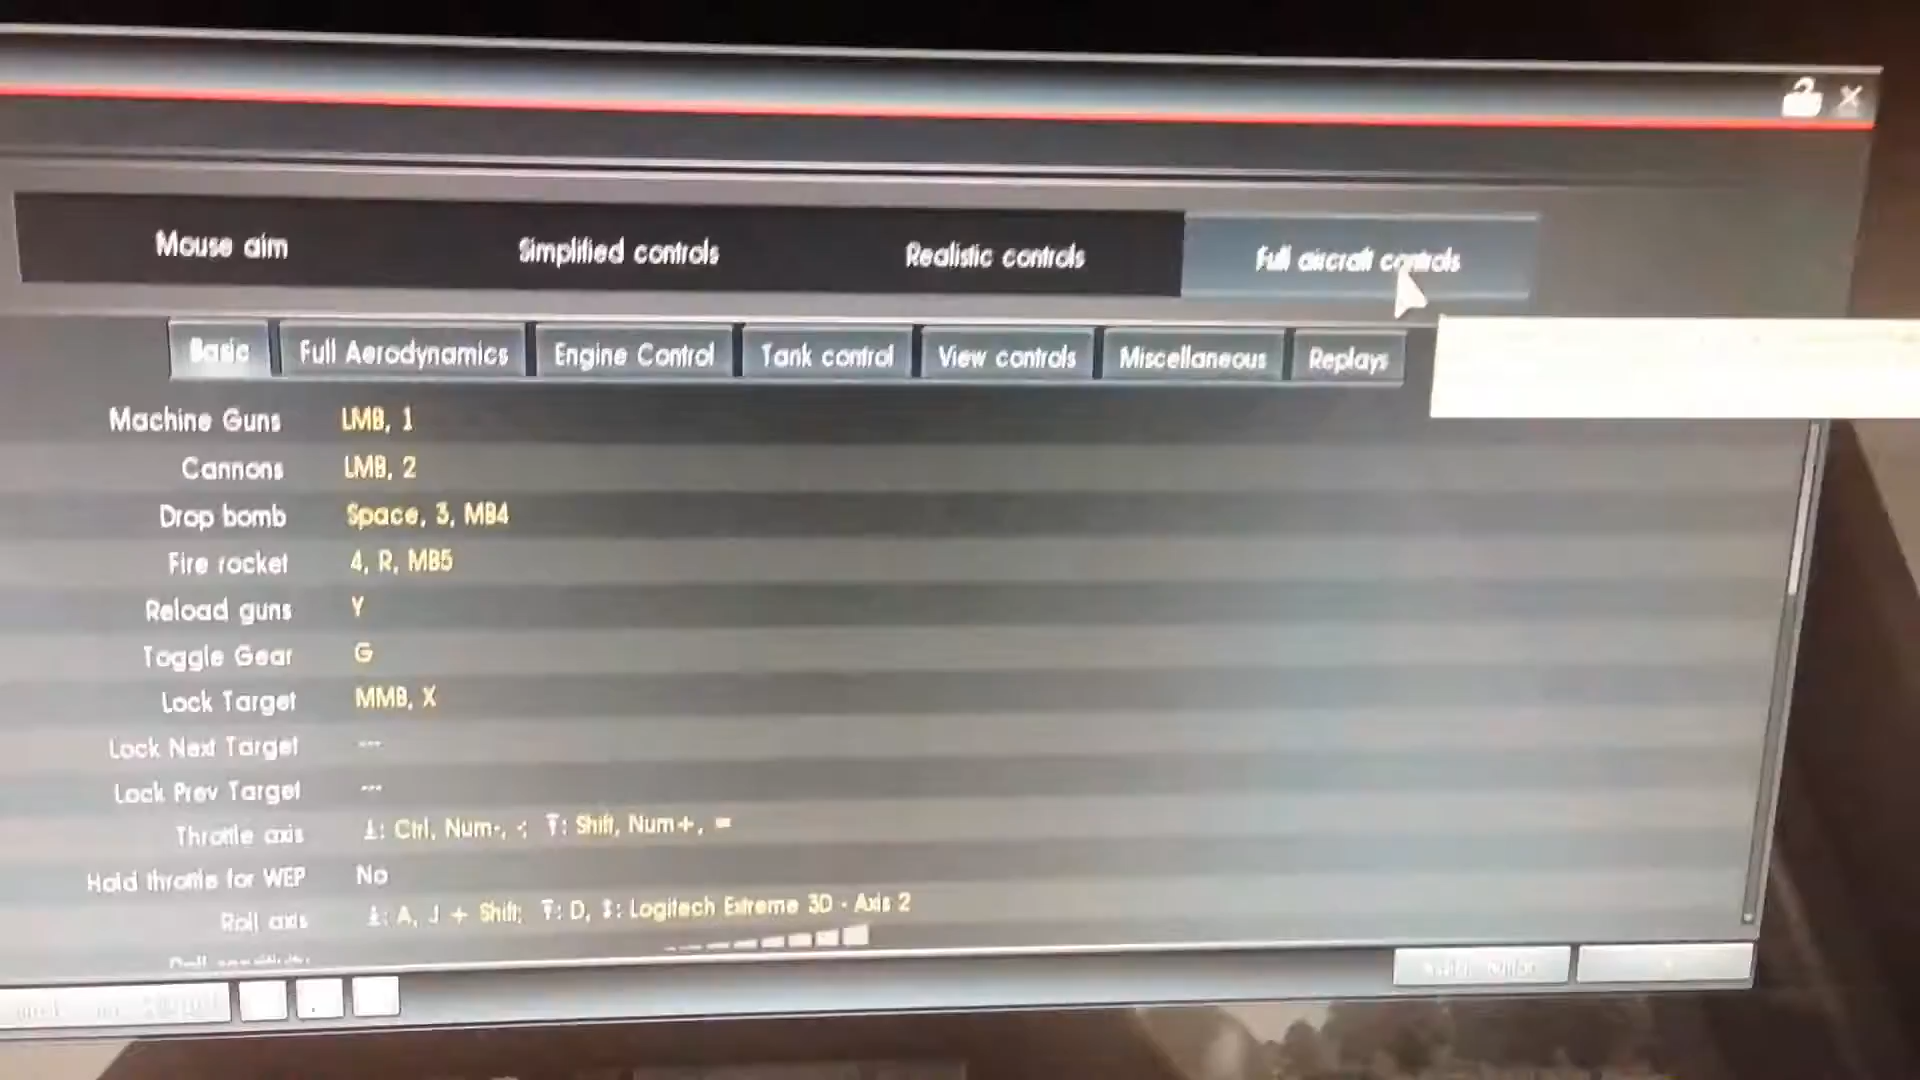 Mouse aim Simplified controls Realistic controls Full aircraft controls
Basic Full Aerodynamics Engine Control Tank control View controls Miscellaneous Replays
Machine Guns LMB, 1
Cannons LMB, 2
Drop bomb Space, 3, MB4
Fire rocket 4, R, MB5
Reload guns Y
Toggle Gear G
Lock Target MMB, X
Lock Next Target ---
Lock Prev Target ---
Throttle axis ↓: Ctrl, Num-, -; ↑: Shift, Num+, =
Hold throttle for WEP No
Roll axis ↓: A, J + Shift; ↑: D, ↕: Logitech Extreme 3D - Axis 2
Roll sensitivity